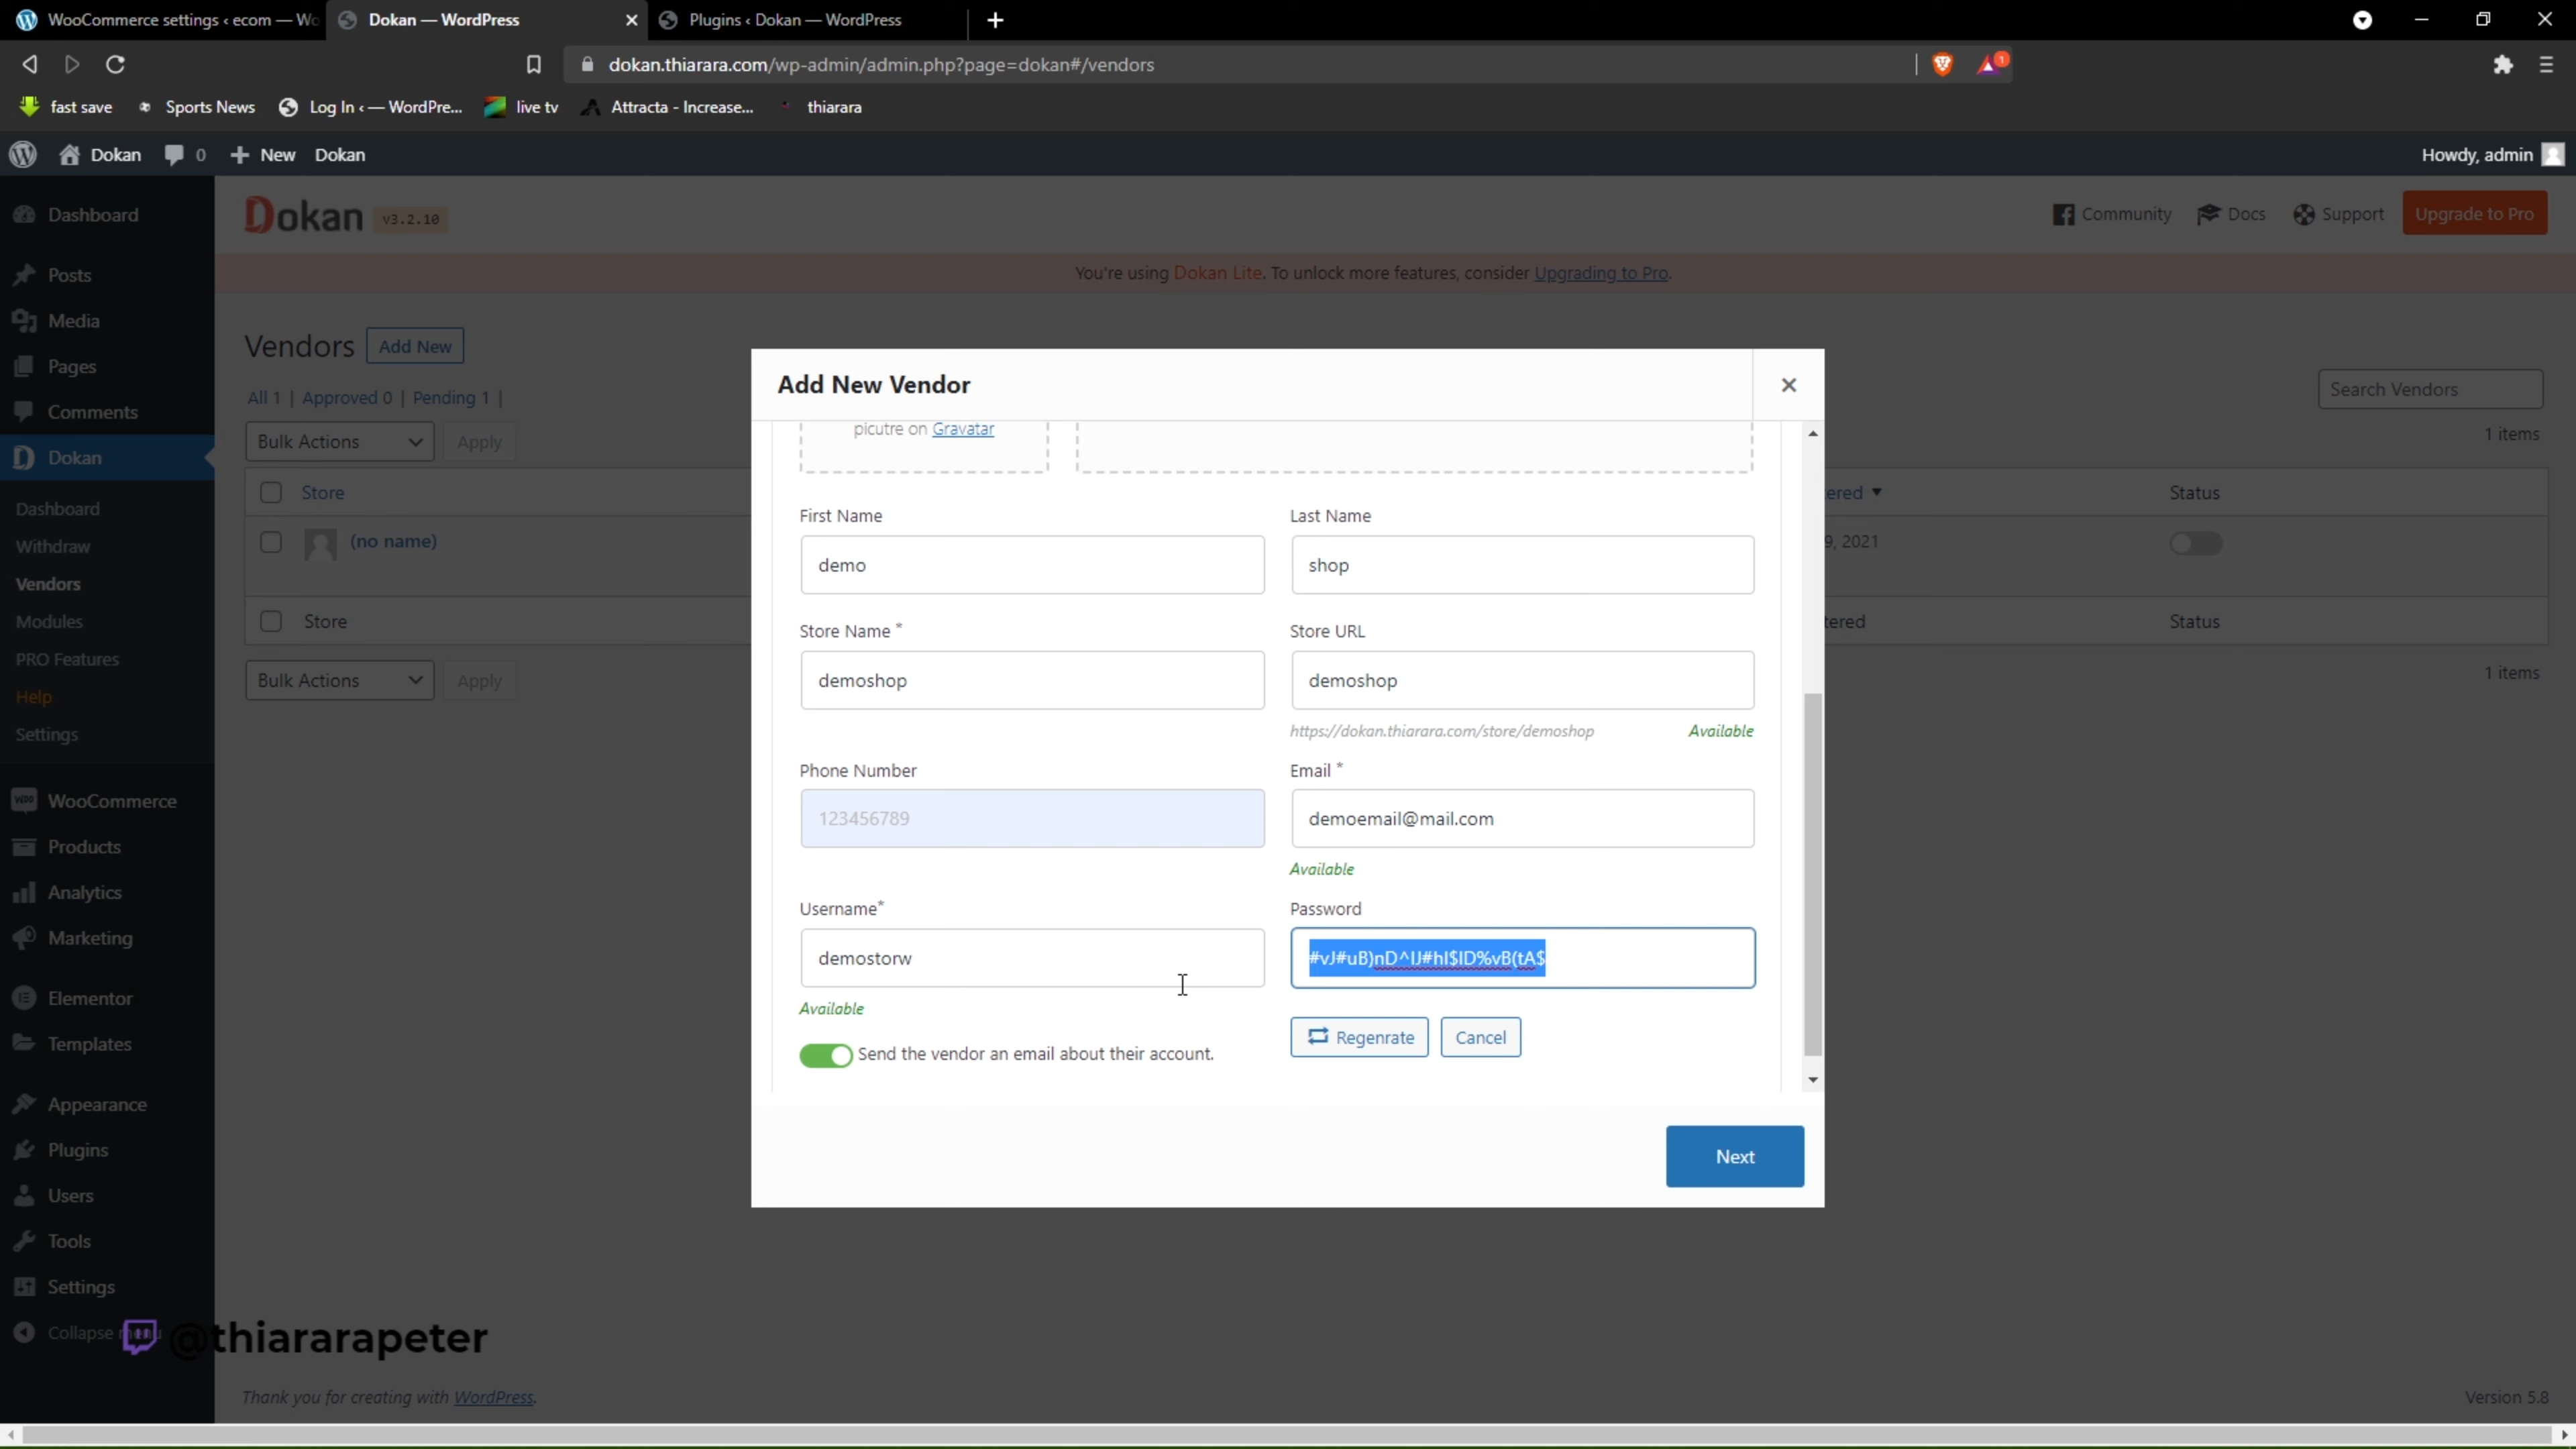 WooCommerce settings ‹ ecom — Wo
Dokan — WordPress
Plugins ‹ Dokan — WordPress
dokan.thiarara.com/wp-admin/admin.php?page=dokan#/vendors
1
fast save
Sports News
Log In ‹ — WordPre...
live tv
Attracta - Increase...
thiarara
Dokan
0
New
Dokan
Howdy, admin
Dashboard
Posts
Media
Pages
Comments
Dokan
Dashboard
Withdraw
Vendors
Modules
PRO Features
Help
Settings
WooCommerce
Products
Analytics
Marketing
Elementor
Templates
Appearance
Plugins
Users
Tools
Settings
Collapse menu
Dokan v3.2.10
Community
Docs
Support
Upgrade to Pro
You're using Dokan Lite. To unlock more features, consider Upgrading to Pro.
Vendors
Add New
All 1 | Approved 0 | Pending 1 |
Search Vendors
Bulk Actions
Apply
1 items
Store
ered
Status
(no name)
9, 2021
Store
tered
Status
Bulk Actions
Apply
1 items
Add New Vendor
picutre on Gravatar
First Name
Last Name
demo
shop
Store Name *
Store URL
demoshop
demoshop
https://dokan.thiarara.com/store/demoshop
Available
Phone Number
Email *
123456789
demoemail@mail.com
Available
Username*
Password
demostorw
#vJ#uB)nD^IJ#hI$ID%vB(tA$
Available
Send the vendor an email about their account.
Regenrate
Cancel
Next
@thiararapeter
Thank you for creating with WordPress.
Version 5.8